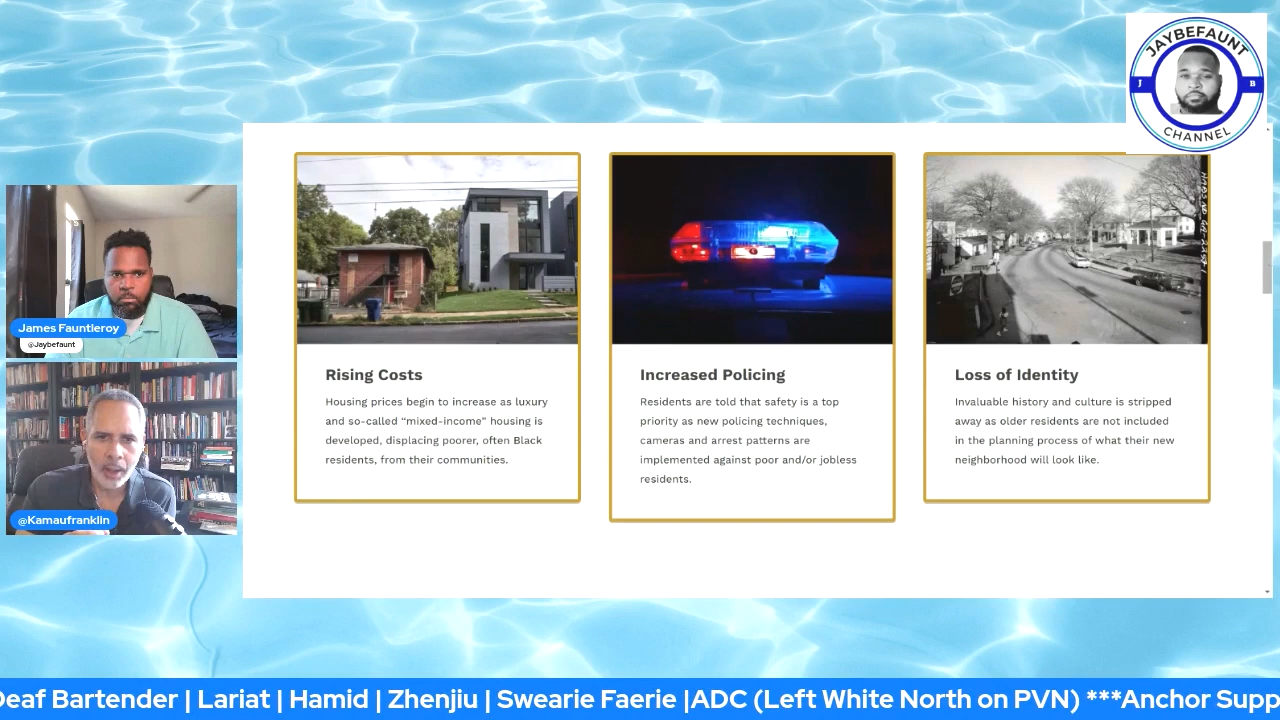 JAYBEFAUNT
J
B
CHANNEL
James Fauntleroy
@Jaybefaunt
@Kamaufranklin
Rising Costs
Housing prices begin to increase as luxury
and so-called “mixed-income” housing is
developed, displacing poorer, often Black
residents, from their communities.
Increased Policing
Residents are told that safety is a top
priority as new policing techniques,
cameras and arrest patterns are
implemented against poor and/or jobless
residents.
Loss of Identity
Invaluable history and culture is stripped
away as older residents are not included
in the planning process of what their new
neighborhood will look like.
Deaf Bartender | Lariat | Hamid | Zhenjiu | Swearie Faerie |ADC (Left White North on PVN) ***Anchor Supp